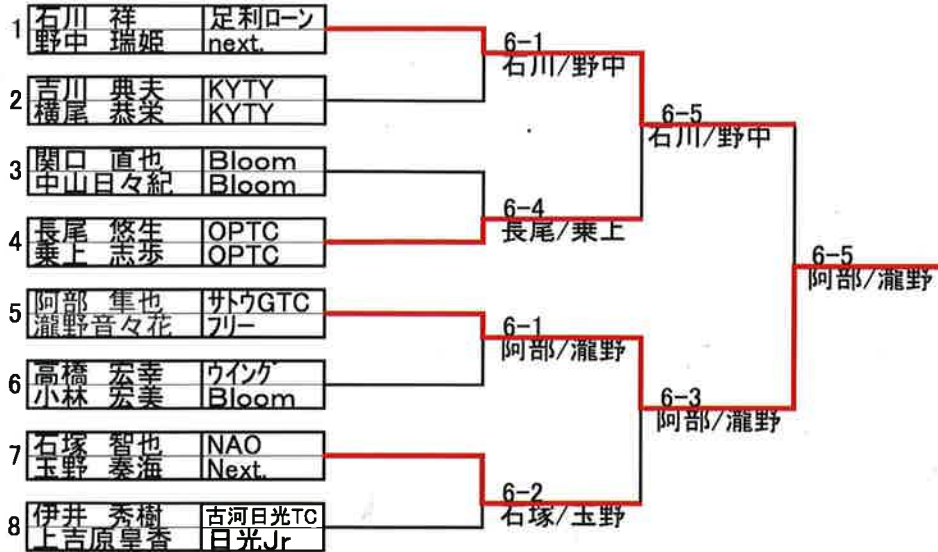 1 石川 祥 足利ローン
野中 瑞姫 next.
2 吉川 典夫 KYTY
横尾 恭栄 KYTY
3 関口 直也 Bloom
中山日々紀 Bloom
4 長尾 悠生 OPTC
乗上 志歩 OPTC
5 阿部 隼也 サトウGTC
瀧野音々花 フリー
6 高橋 宏幸 ウイング
小林 宏美 Bloom
7 石塚 智也 NAO
玉野 奏海 Next.
8 伊井 秀樹 古河日光TC
上吉原皇香 日光Jr
6-1
石川/野中
6-4
長尾/乗上
6-1
阿部/瀧野
6-2
石塚/玉野
6-5
石川/野中
6-3
阿部/瀧野
6-5
阿部/瀧野